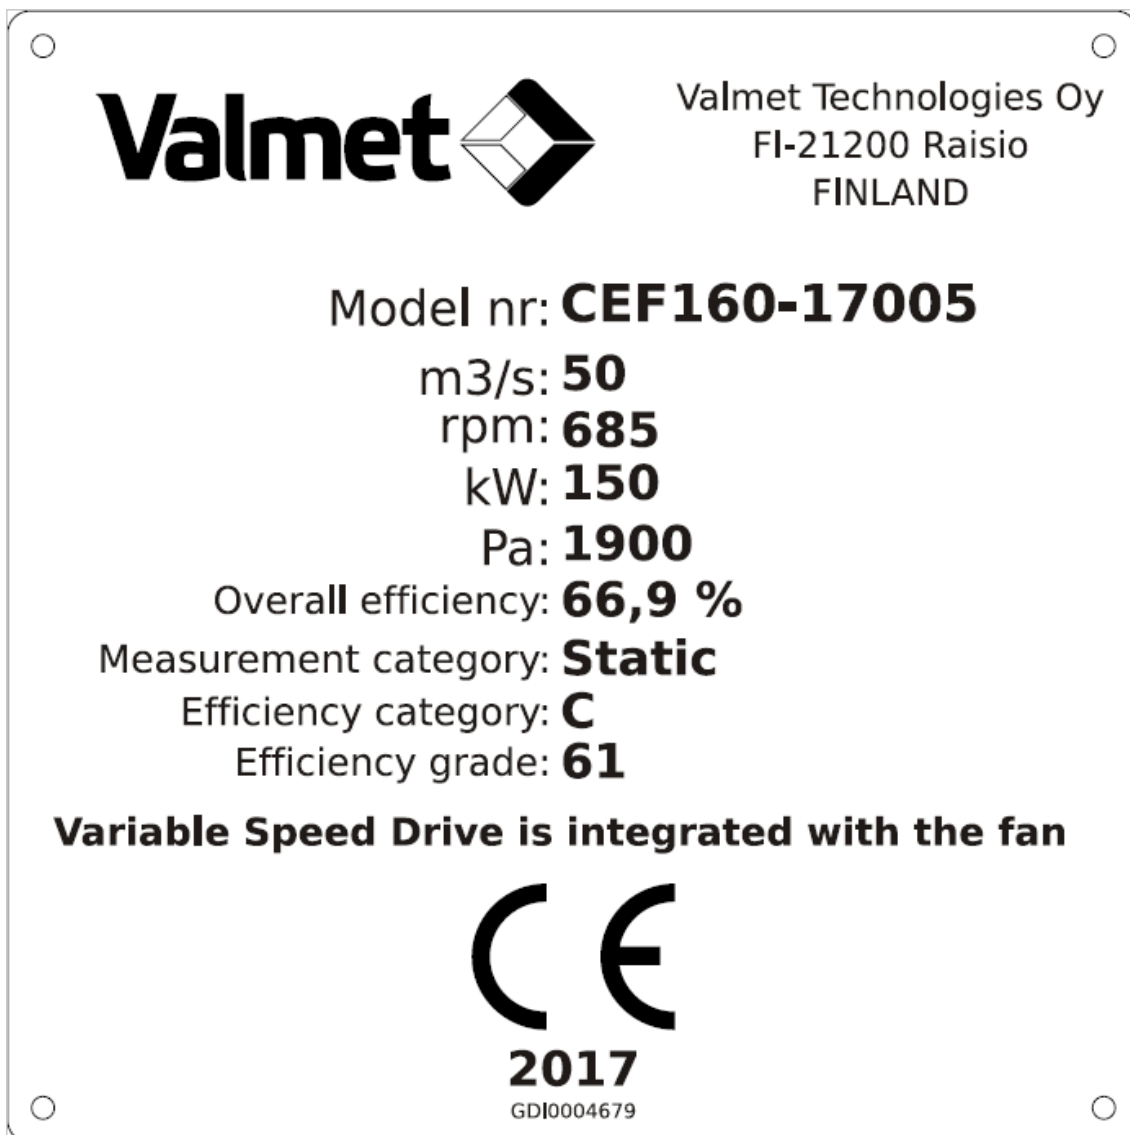 Valmet
Valmet Technologies Oy
FI-21200 Raisio
FINLAND
Model nr: CEF160-17005
m3/s: 50
rpm: 685
kW: 150
Pa: 1900
Overall efficiency: 66,9 %
Measurement category: Static
Efficiency category: C
Efficiency grade: 61
Variable Speed Drive is integrated with the fan
CE
2017
GDI0004679